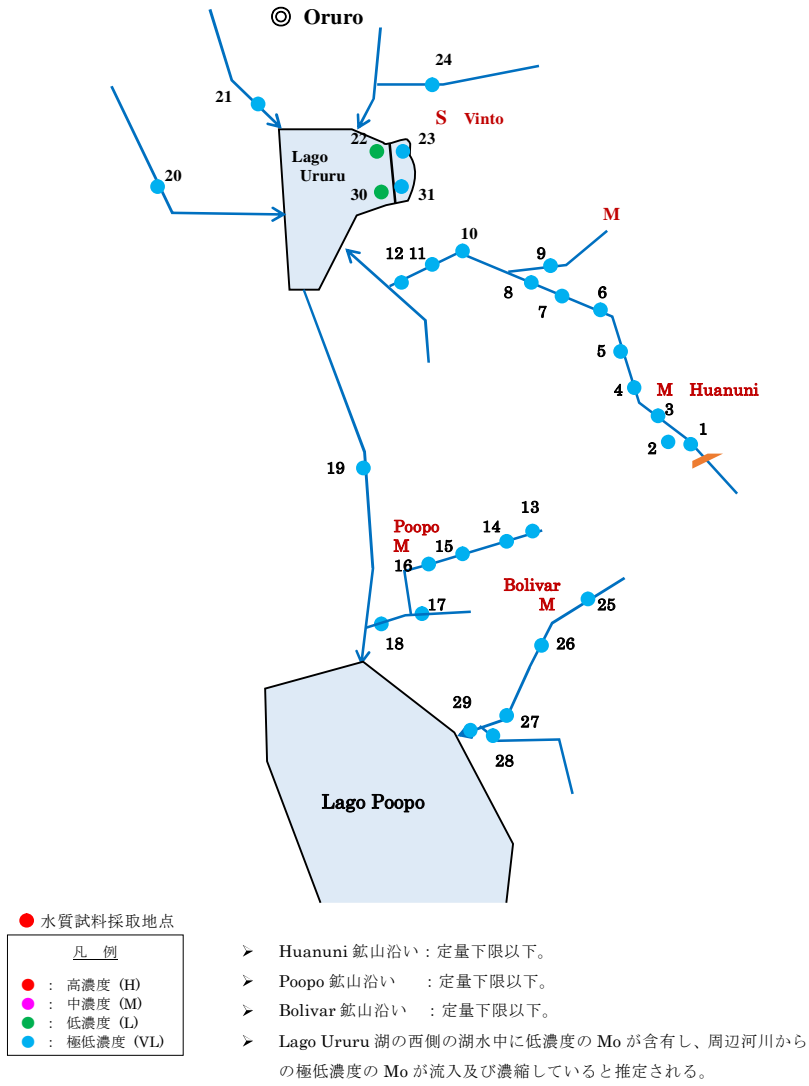 ◎ Oruro
24
21
S Vinto
22
23
Lago
Ururu
20
30
31
M
10
12 11
9
8
7
6
5
4
M Huanuni
3
1
2
19
13
Poopo
M
14
15
16
Bolivar
M
25
17
18
26
29
27
28
Lago Poopo
水質試料採取地点
凡 例
： 高濃度 (H)
： 中濃度 (M)
： 低濃度 (L)
： 極低濃度 (VL)
➢ Huanuni 鉱山沿い：定量下限以下。
➢ Poopo 鉱山沿い ：定量下限以下。
➢ Bolivar 鉱山沿い ：定量下限以下。
➢ Lago Ururu 湖の西側の湖水中に低濃度の Mo が含有し、周辺河川から
の極低濃度の Mo が流入及び濃縮していると推定される。